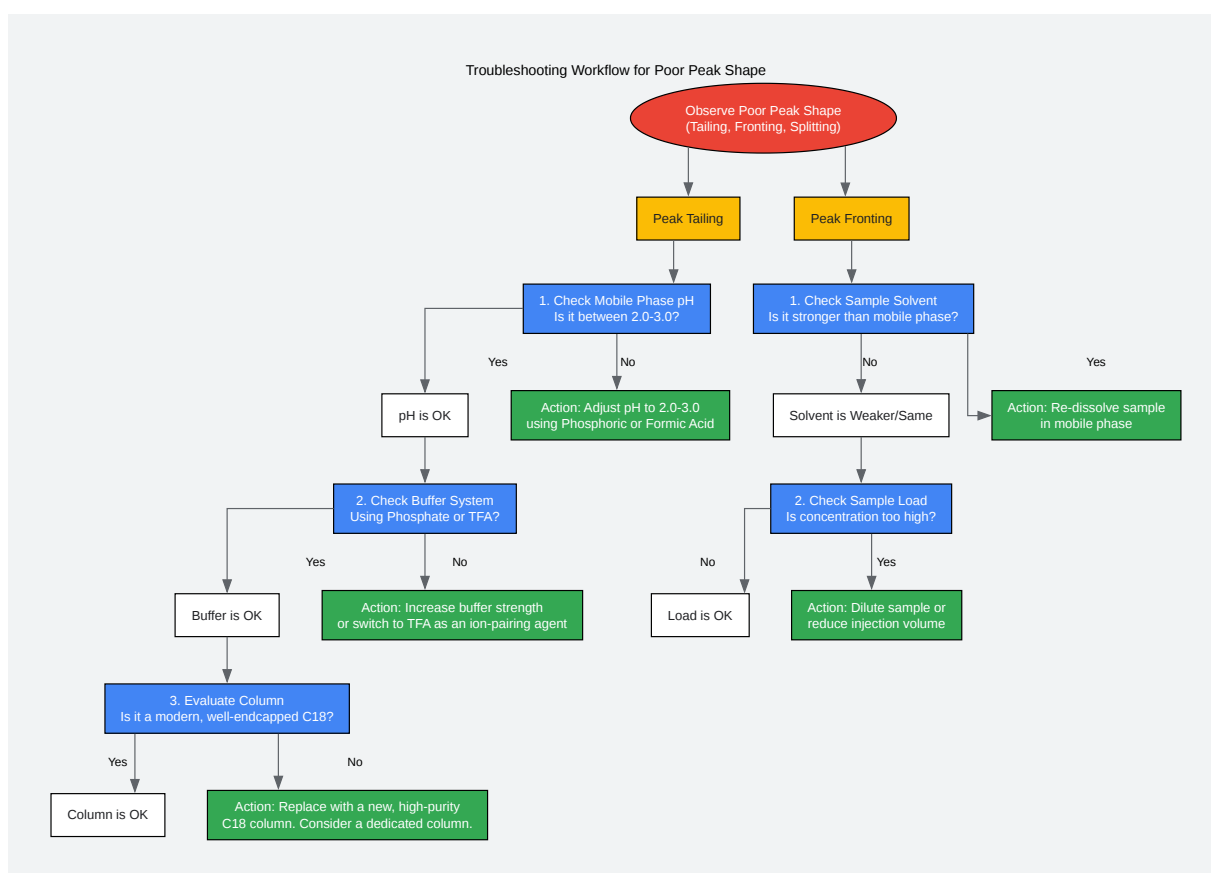 Troubleshooting Workflow for Poor Peak Shape
Observe Poor Peak Shape
(Tailing, Fronting, Splitting)
Peak Tailing
Peak Fronting
1. Check Mobile Phase pH
Is it between 2.0-3.0?
1. Check Sample Solvent
Is it stronger than mobile phase?
Yes
No
No
Yes
pH is OK
Action: Adjust pH to 2.0-3.0
using Phosphoric or Formic Acid
Solvent is Weaker/Same
Action: Re-dissolve sample
in mobile phase
2. Check Buffer System
Using Phosphate or TFA?
2. Check Sample Load
Is concentration too high?
Yes
No
No
Yes
Buffer is OK
Action: Increase buffer strength
or switch to TFA as an ion-pairing agent
Load is OK
Action: Dilute sample or
reduce injection volume
3. Evaluate Column
Is it a modern, well-endcapped C18?
Yes
No
Column is OK
Action: Replace with a new, high-purity
C18 column. Consider a dedicated column.